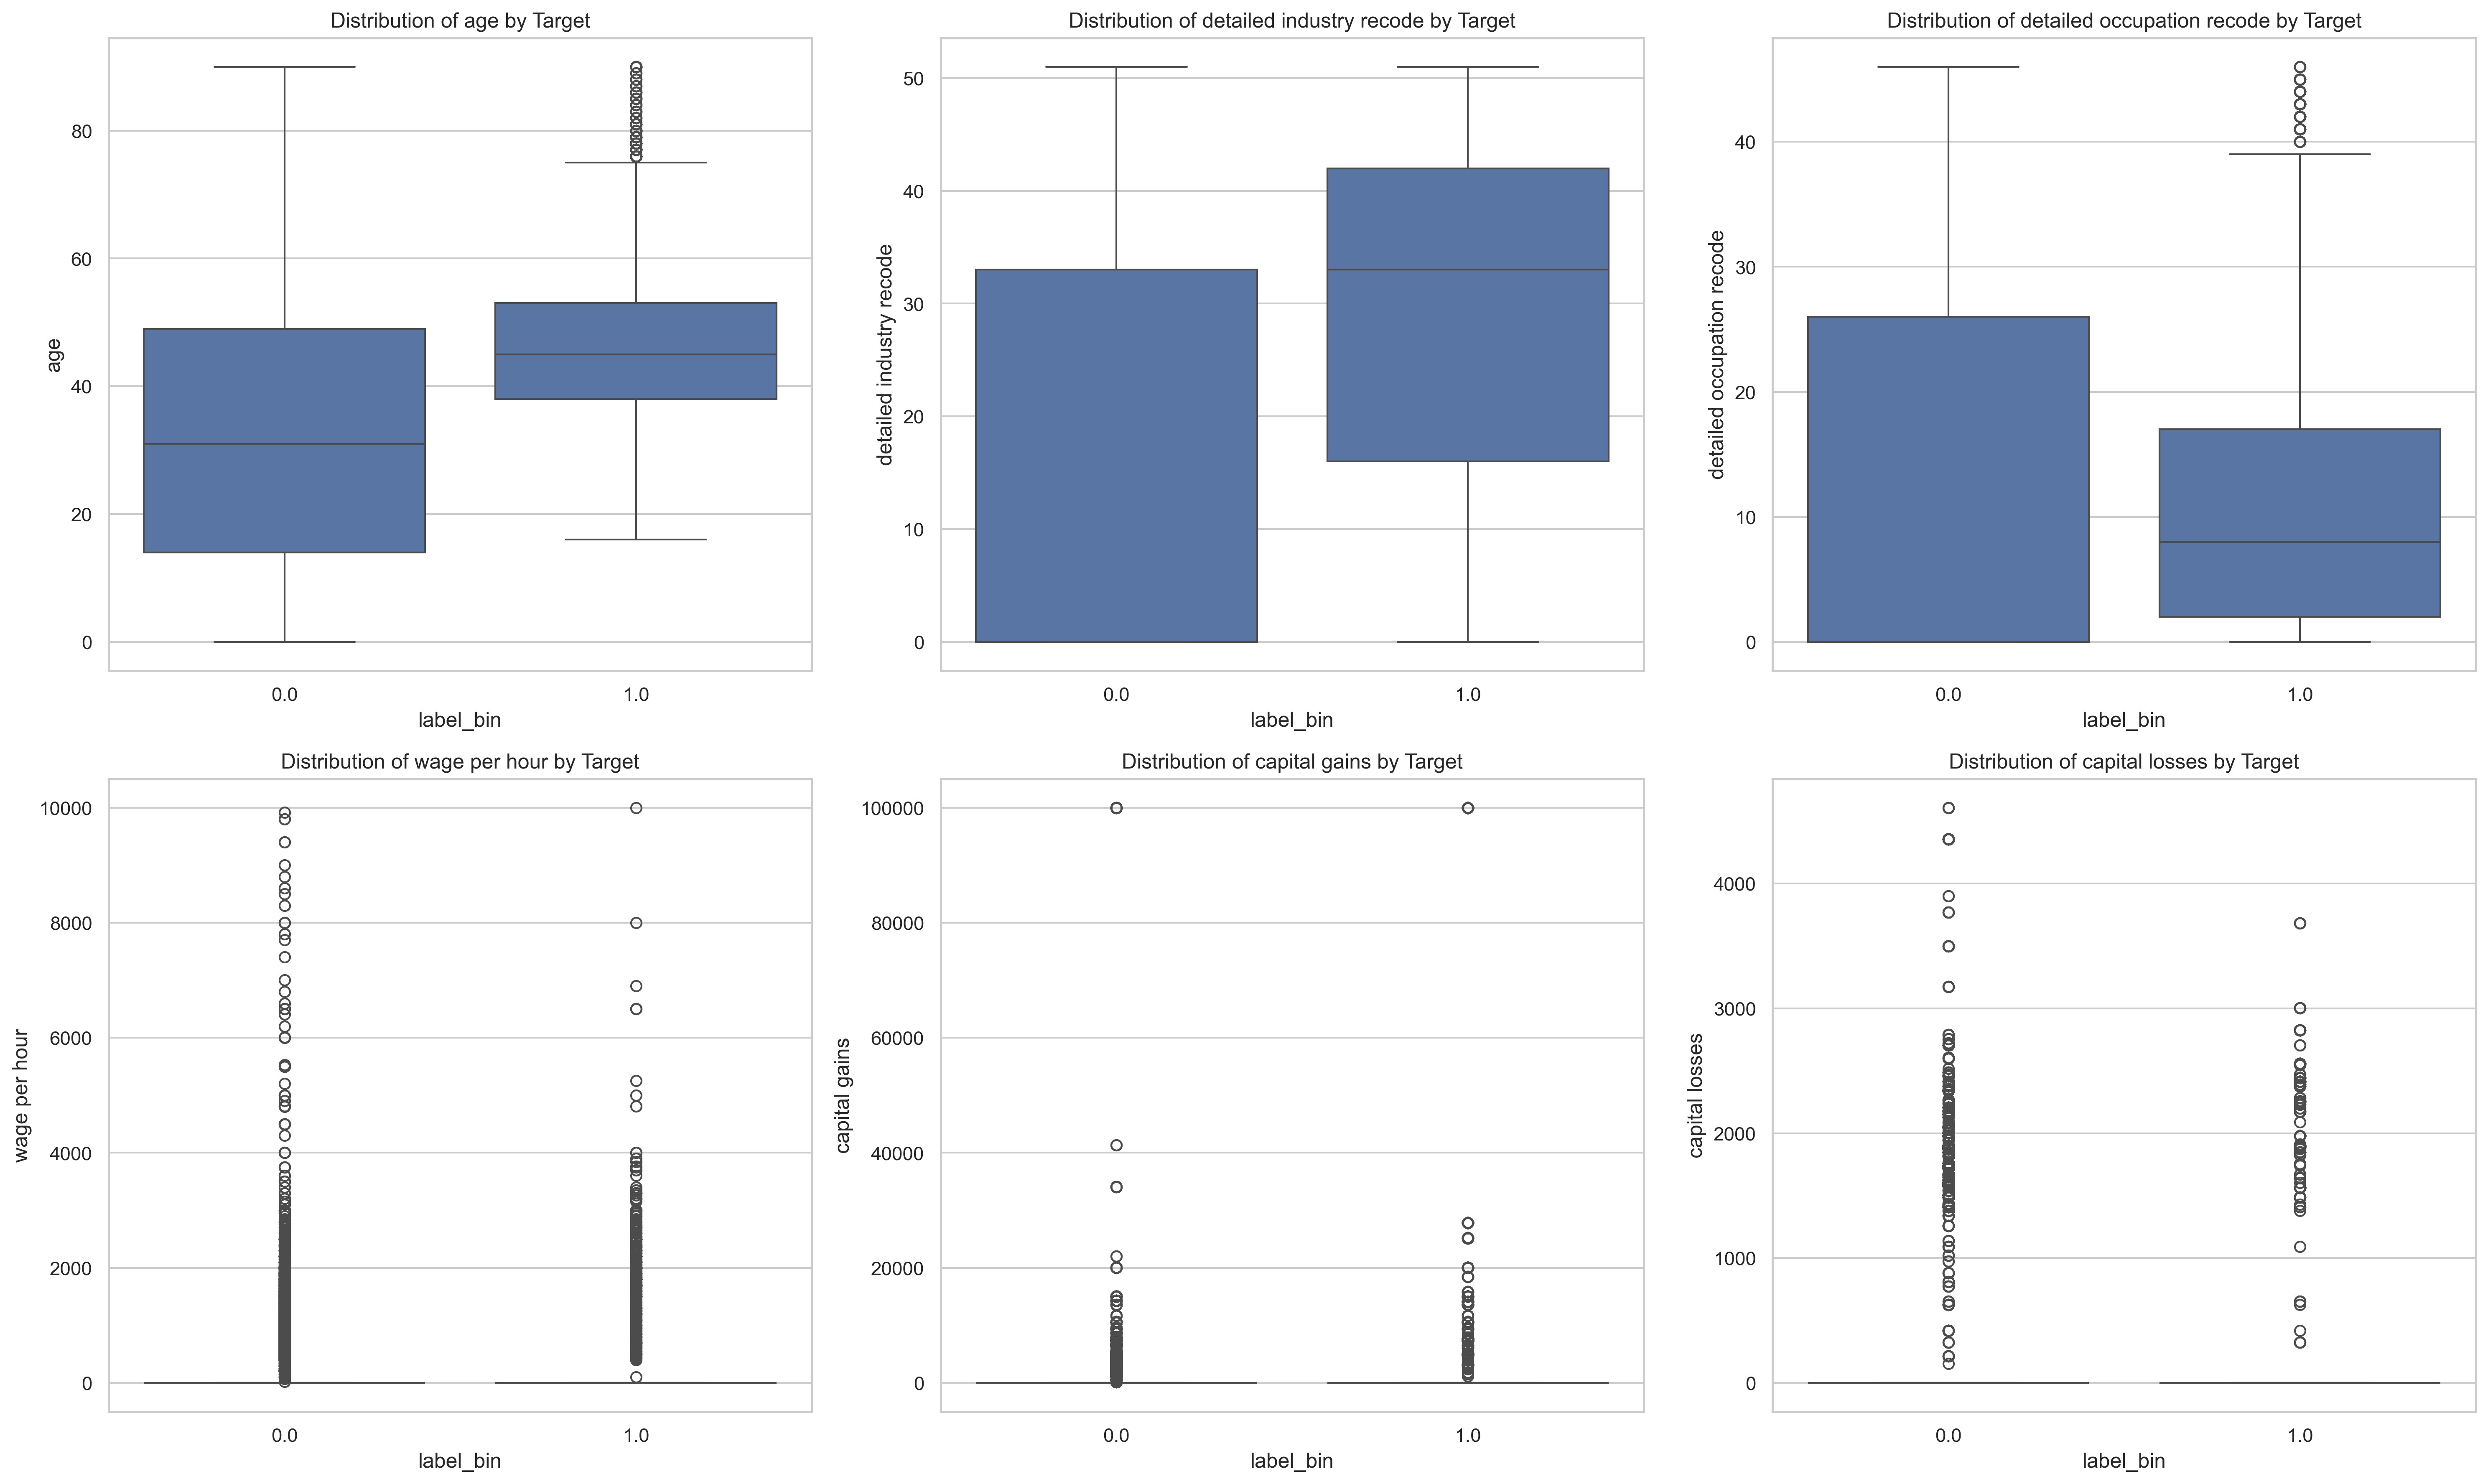 Distribution of age by Target
age
80
60
40
20
0
0.0
1.0
label_bin
Distribution of detailed industry recode by Target
detailed industry recode
50
40
30
20
10
0
0.0
1.0
label_bin
Distribution of detailed occupation recode by Target
detailed occupation recode
40
30
20
10
0
0.0
1.0
label_bin
Distribution of wage per hour by Target
wage per hour
10000
8000
6000
4000
2000
0
0.0
1.0
label_bin
Distribution of capital gains by Target
capital gains
100000
80000
60000
40000
20000
0
0.0
1.0
label_bin
Distribution of capital losses by Target
capital losses
4000
3000
2000
1000
0
0.0
1.0
label_bin